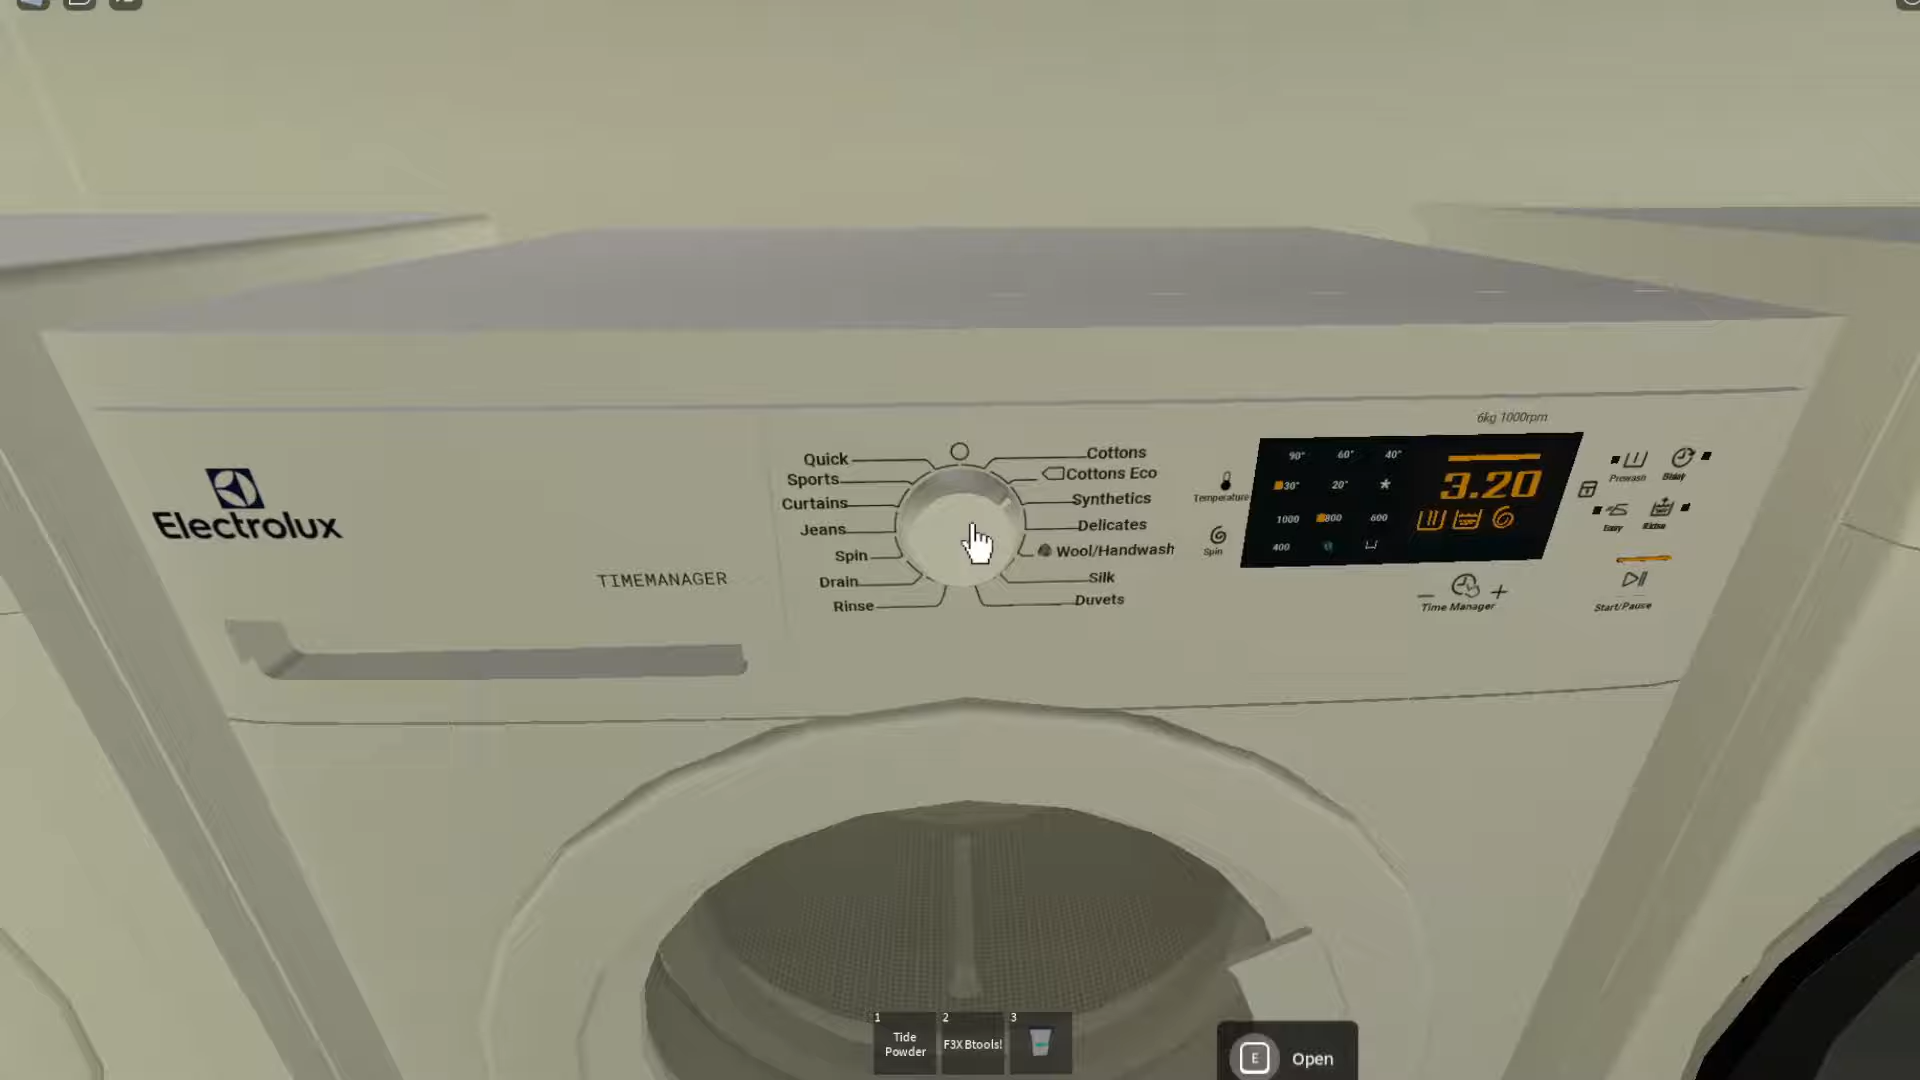 Electrolux
TIMEMANAGER
Quick
Sports
Curtains
Jeans
Spin
Drain
Rinse
Cottons
Cottons Eco
Synthetics
Delicates
Wool/Handwash
Silk
Duvets
Temperature
Spin
6kg 1000rpm
90° 60° 40°
30° 20°
1000 800 600
400
3.20
Time Manager
Prewash
Delay
Easy
Start/Pause
1
Tide
Powder
2
F3X Btools!
3
E Open